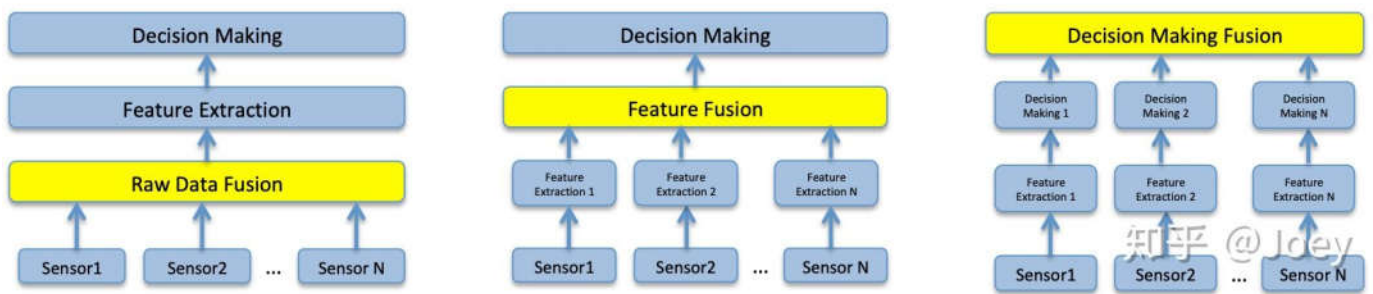 Decision Making
Feature Extraction
Raw Data Fusion
Sensor1
Sensor2
...
Sensor N
Decision Making
Feature Fusion
Feature
Extraction 1
Feature
Extraction 2
Feature
Extraction N
Sensor1
Sensor2
...
Sensor N
Decision Making Fusion
Decision
Making 1
Decision
Making 2
Decision
Making N
Feature
Extraction 1
Feature
Extraction 2
Feature
Extraction N
Sensor1
Sensor2
...
Sensor N
知乎 @Joey